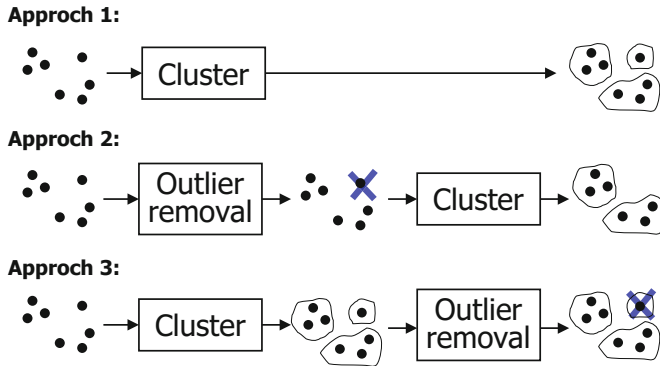 Approch 1:
Cluster
Approch 2:
Outlier
removal
Cluster
Approch 3:
Cluster
Outlier
removal